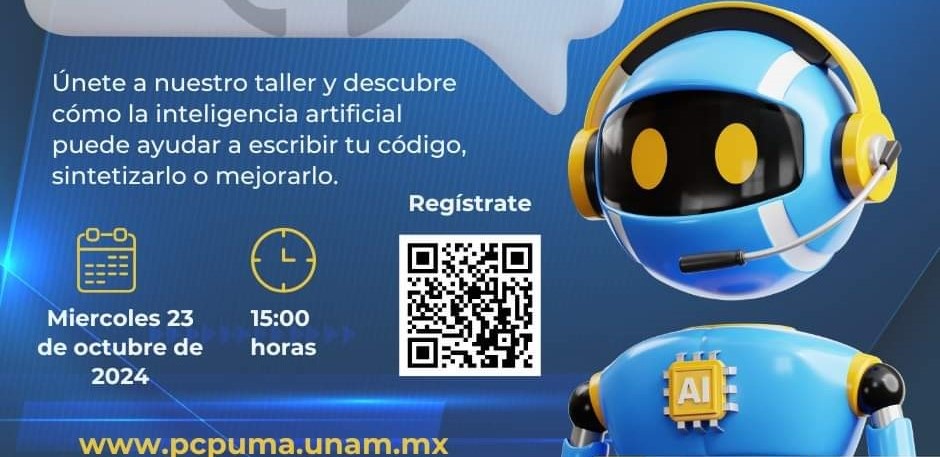 Únete a nuestro taller y descubre
cómo la inteligencia artificial
puede ayudar a escribir tu código,
sintetizarlo o mejorarlo.
Regístrate
Miercoles 23
de octubre de
2024
15:00
horas
AI
www.pcpuma.unam.mx